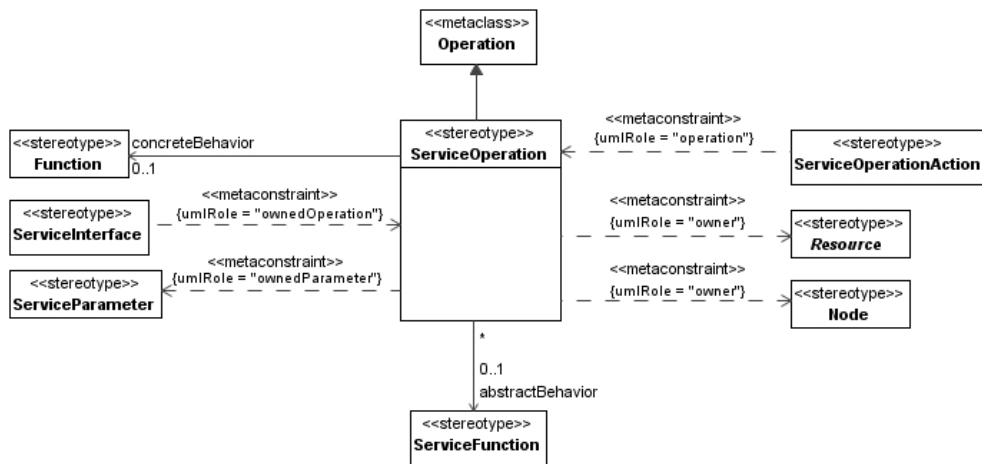 <<metaclass>>
Operation
<<stereotype>>
Function
concreteBehavior
0..1
<<stereotype>>
ServiceOperation
<<metaconstraint>>
{umlRole = "operation"}
<<stereotype>>
ServiceOperationAction
<<metaconstraint>>
{umlRole = "ownedOperation"}
<<stereotype>>
ServiceInterface
<<metaconstraint>>
{umlRole = "owner"}
<<stereotype>>
Resource
<<metaconstraint>>
{umlRole = "ownedParameter"}
<<stereotype>>
ServiceParameter
<<metaconstraint>>
{umlRole = "owner"}
<<stereotype>>
Node
*
0..1
abstractBehavior
<<stereotype>>
ServiceFunction